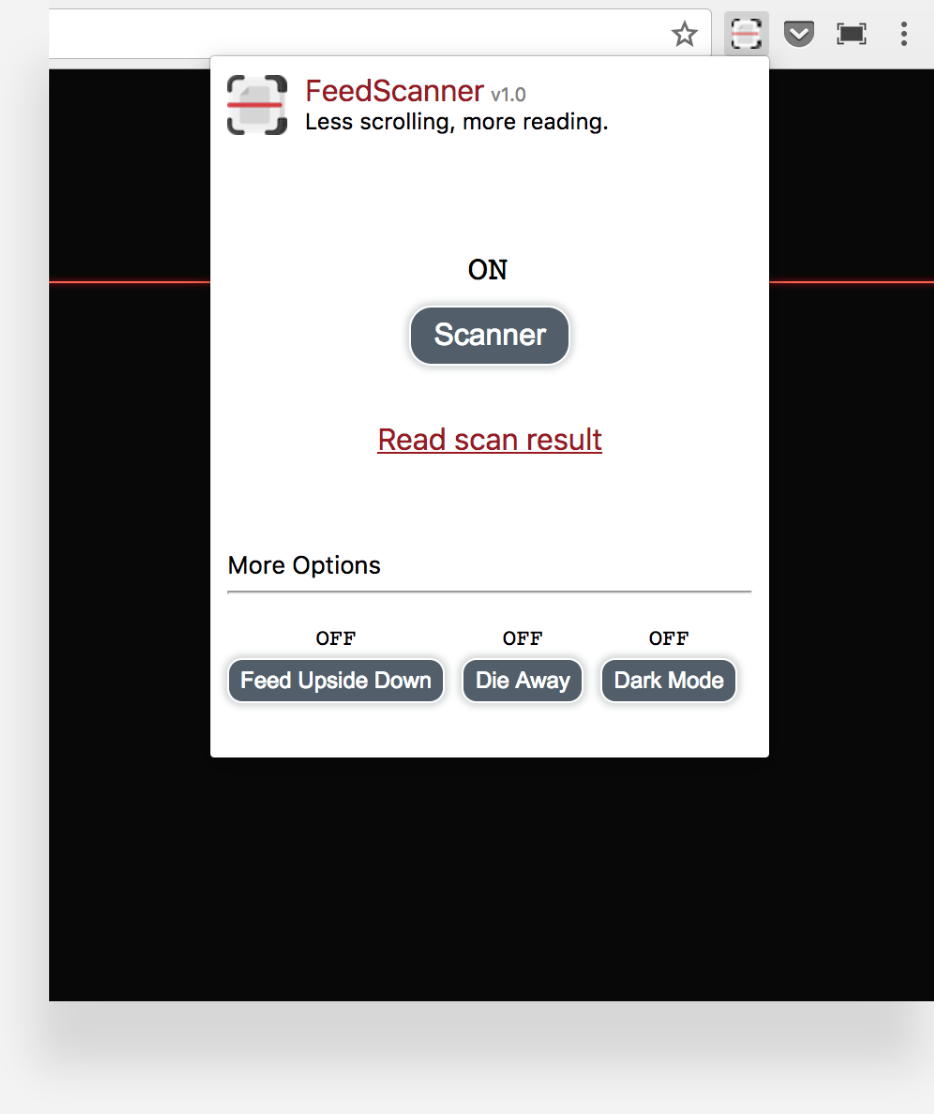 FeedScanner v1.0
Less scrolling, more reading.
ON
Scanner
Read scan result
More Options
OFF OFF OFF
Feed Upside Down Die Away Dark Mode